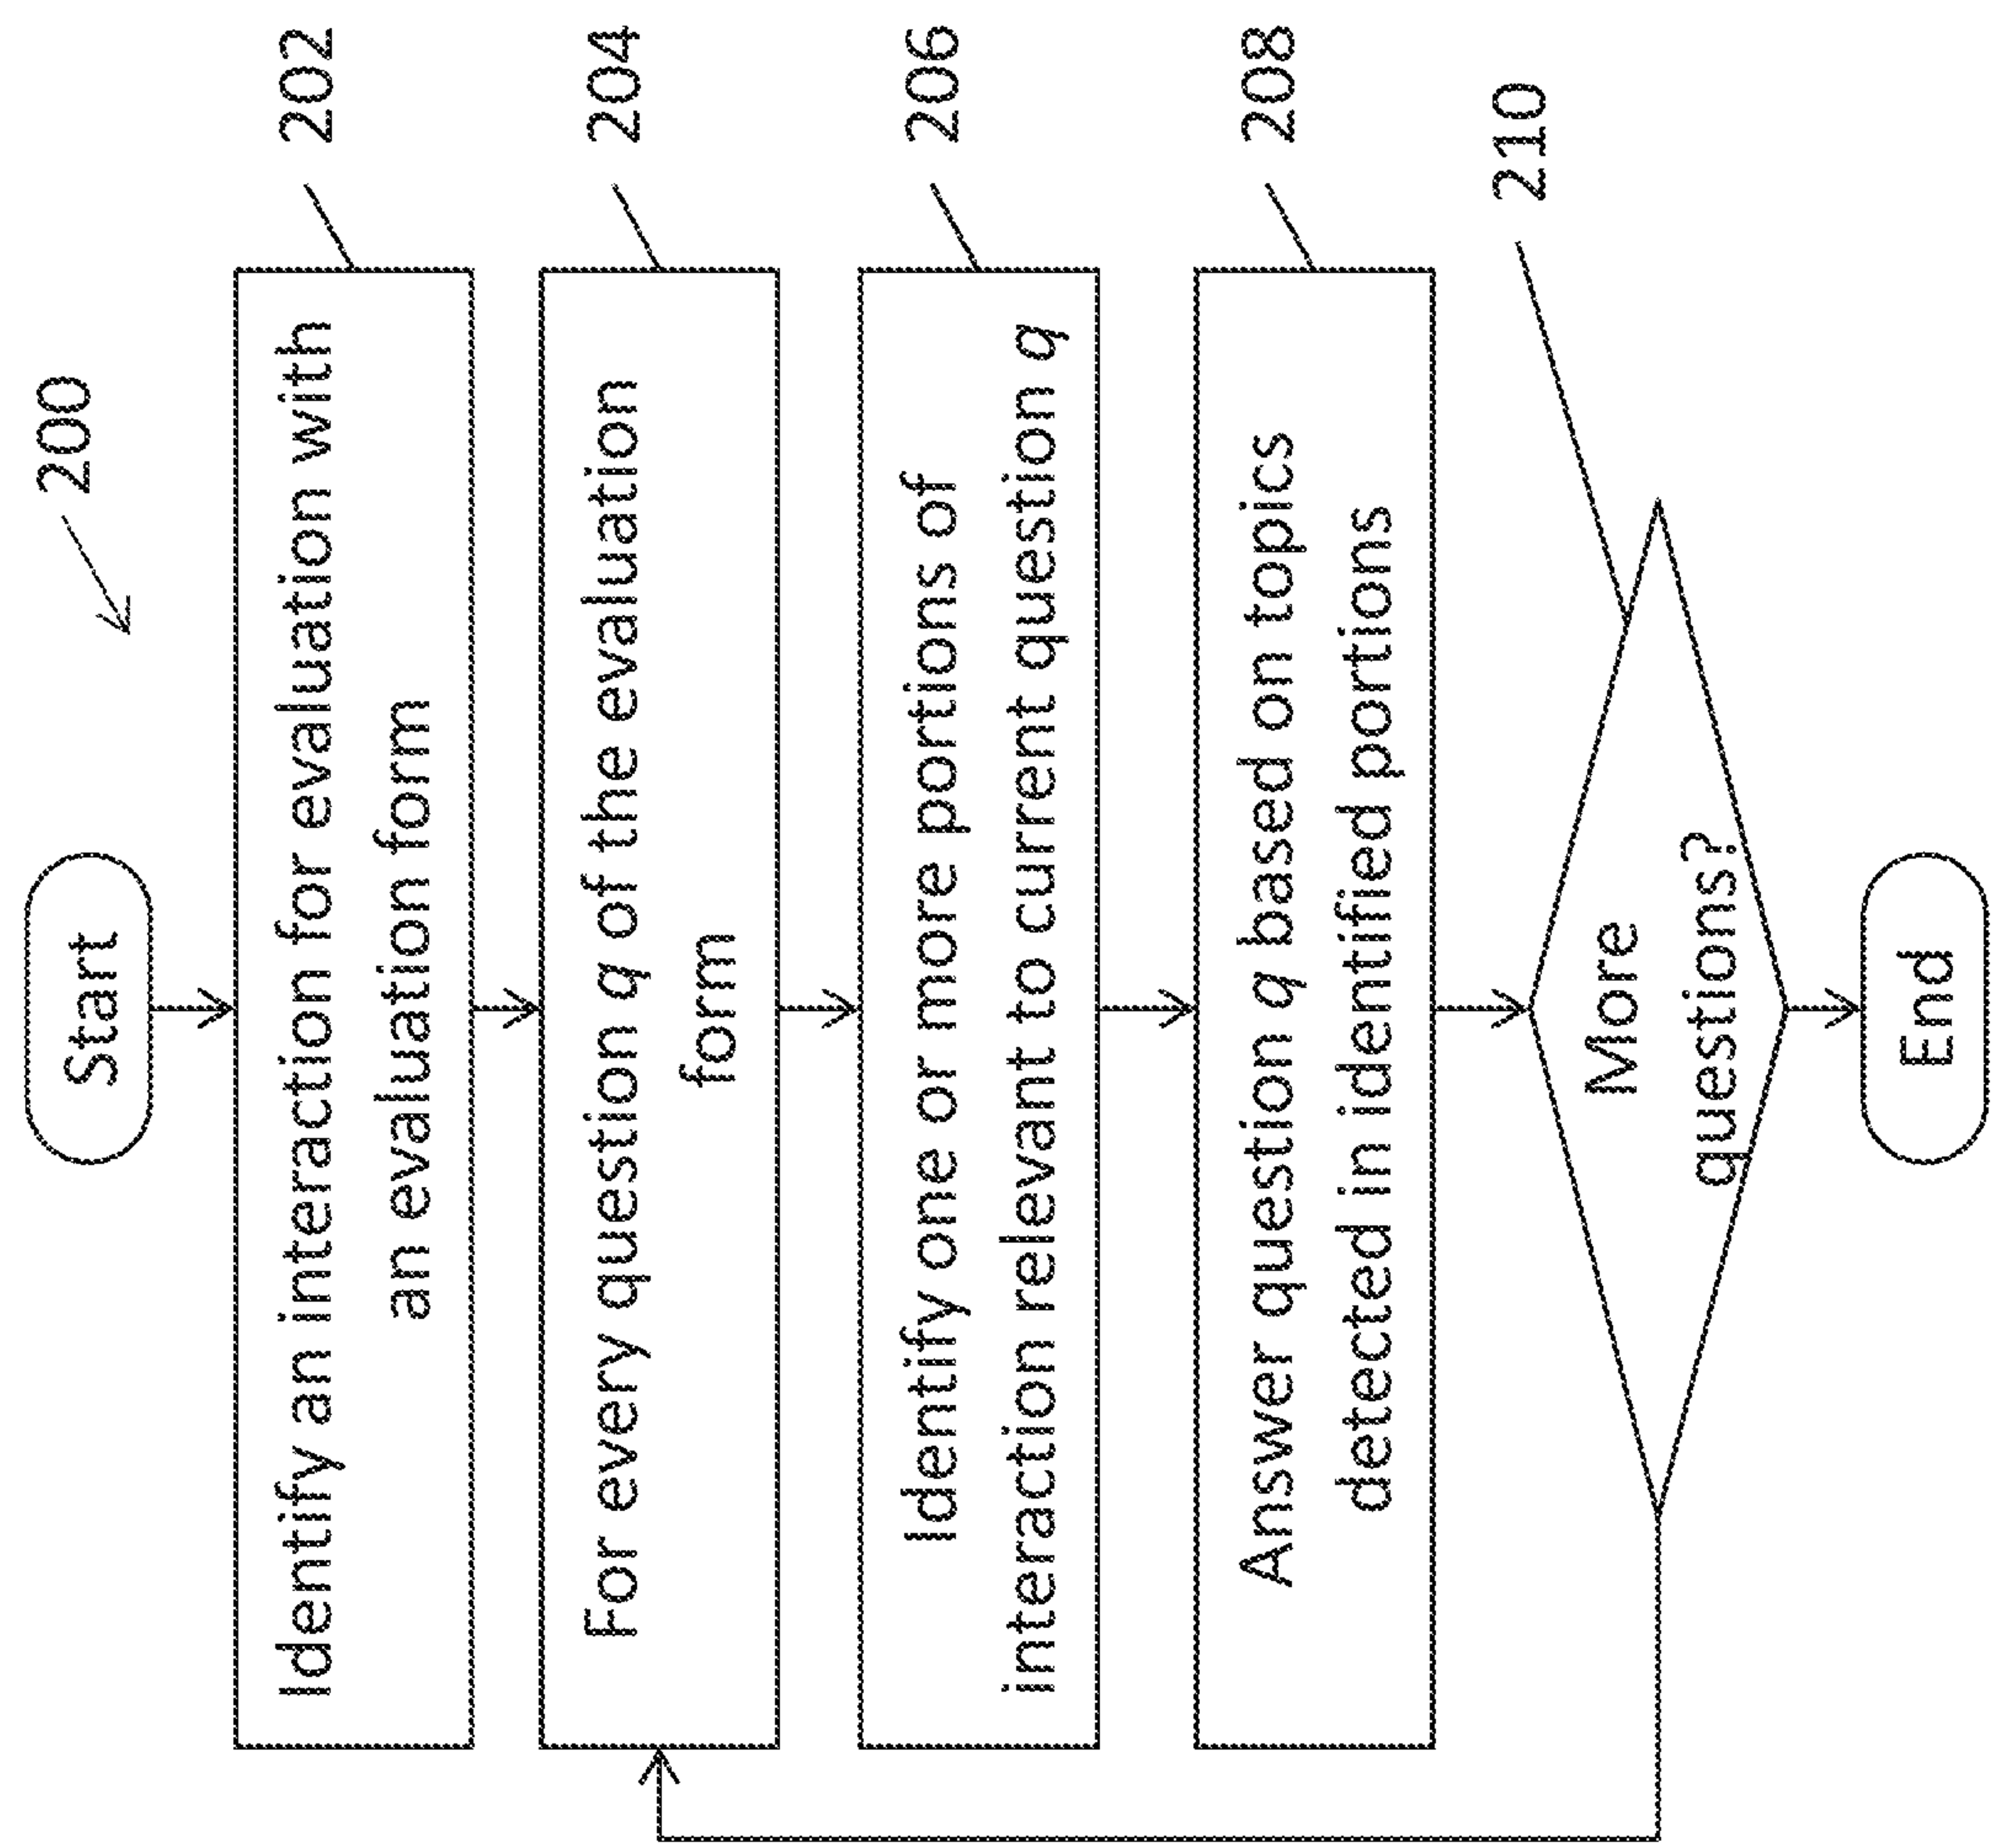 200
Start
Identify an interaction for evaluation with
an evaluation form
202
For every question q of the evaluation
form
204
Identify one or more portions of
interaction relevant to current question q
206
Answer question q based on topics
detected in identified portions
208
More
questions?
210
End